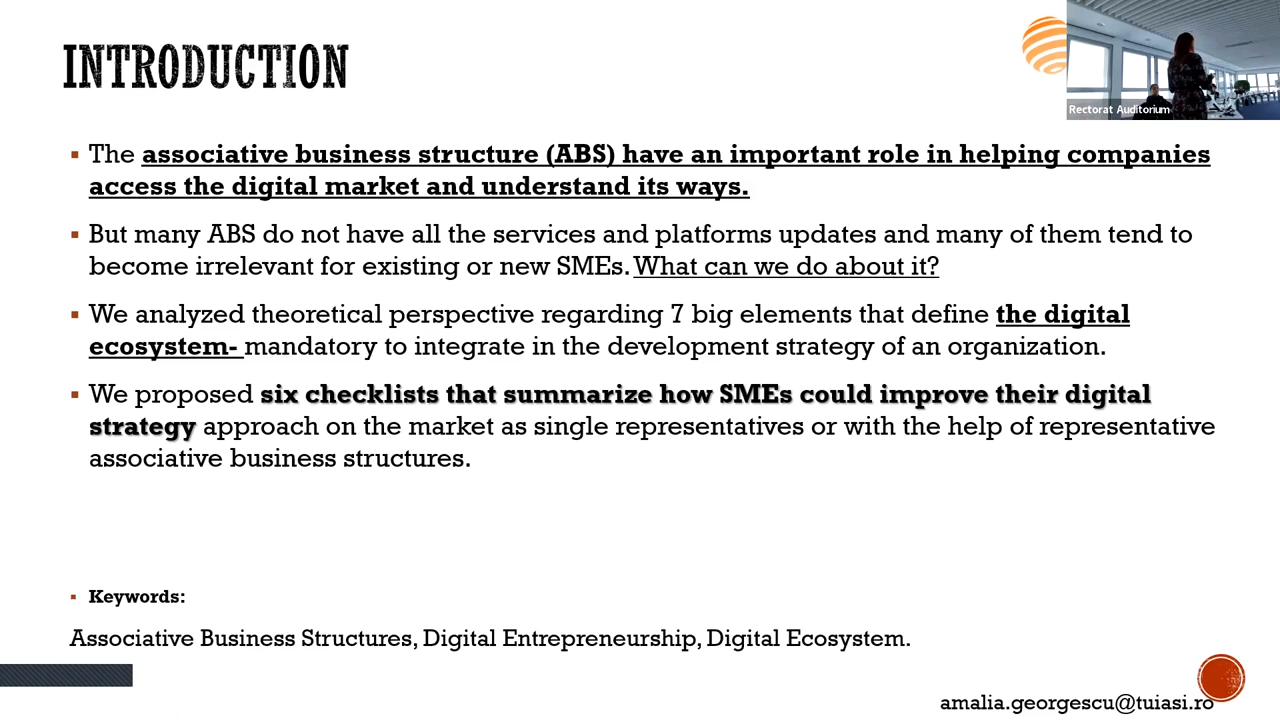 INTRODUCTION
Rectorat Auditorium
▪ The associative business structure (ABS) have an important role in helping companies
access the digital market and understand its ways.
▪ But many ABS do not have all the services and platforms updates and many of them tend to
become irrelevant for existing or new SMEs. What can we do about it?
▪ We analyzed theoretical perspective regarding 7 big elements that define the digital
ecosystem- mandatory to integrate in the development strategy of an organization.
▪ We proposed six checklists that summarize how SMEs could improve their digital
strategy approach on the market as single representatives or with the help of representative
associative business structures.
▪ Keywords:
Associative Business Structures, Digital Entrepreneurship, Digital Ecosystem.
amalia.georgescu@tuiasi.ro